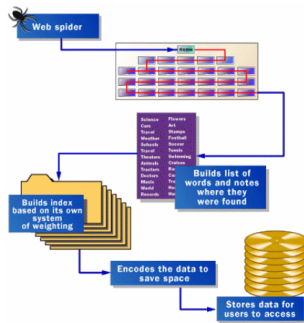 Web spider
Science Flowers
Cars Art
Travel Stamps
Weather Football
Schools Soccer
Travel Tennis
Theaters Swimming
Animals Cruises
Tractors
Doctors
Music
World
Records
Builds list of
words and notes
where they
were found
Builds index
based on its own
system
of weighting
Encodes the data to
save space
Stores data for
users to access